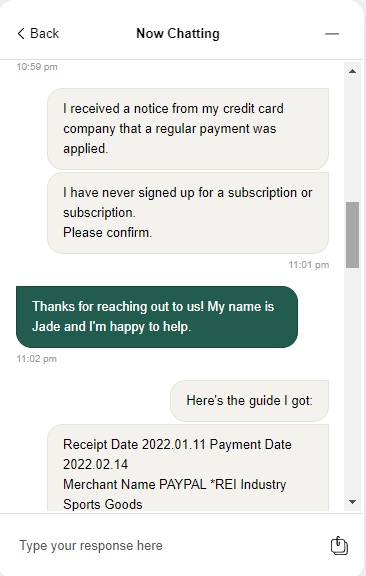 Back
Now Chatting
10:59 pm
I received a notice from my credit card
company that a regular payment was
applied.
I have never signed up for a subscription or
subscription.
Please confirm.
11:01 pm
Thanks for reaching out to us! My name is
Jade and I'm happy to help.
11:02 pm
Here's the guide I got:
Receipt Date 2022.01.11 Payment Date
2022.02.14
Merchant Name PAYPAL *REI Industry
Sports Goods
Type your response here